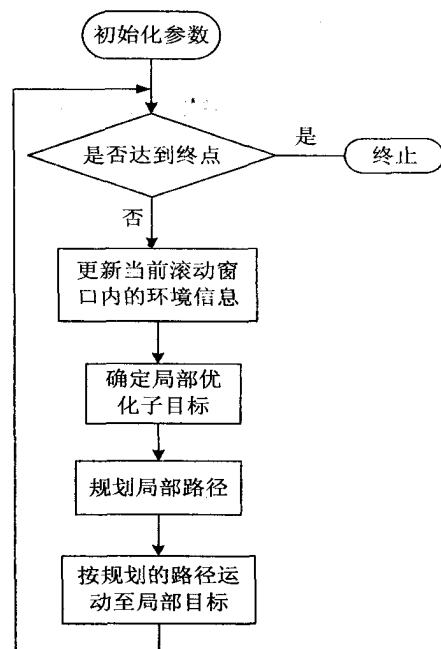 初始化参数
是否达到终点
是
终止
否
更新当前滚动窗
口内的环境信息
确定局部优
化子目标
规划局部路径
按规划的路径运
动至局部目标